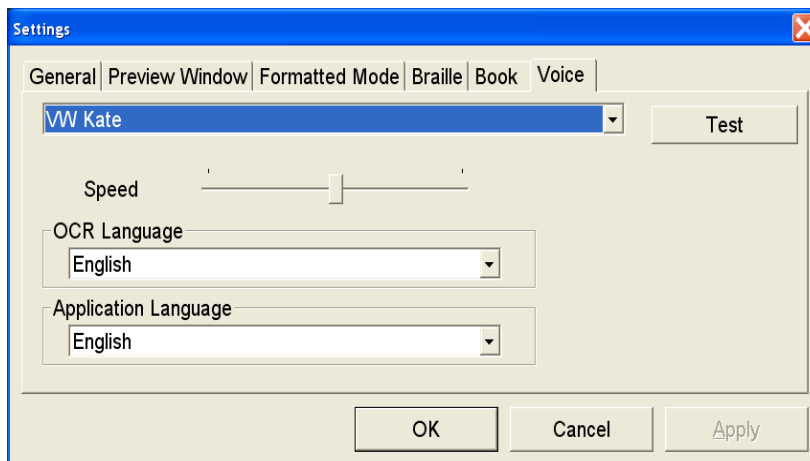 Settings
General Preview Window Formatted Mode Braille Book Voice
VW Kate
Test
Speed
OCR Language
English
Application Language
English
OK Cancel Apply